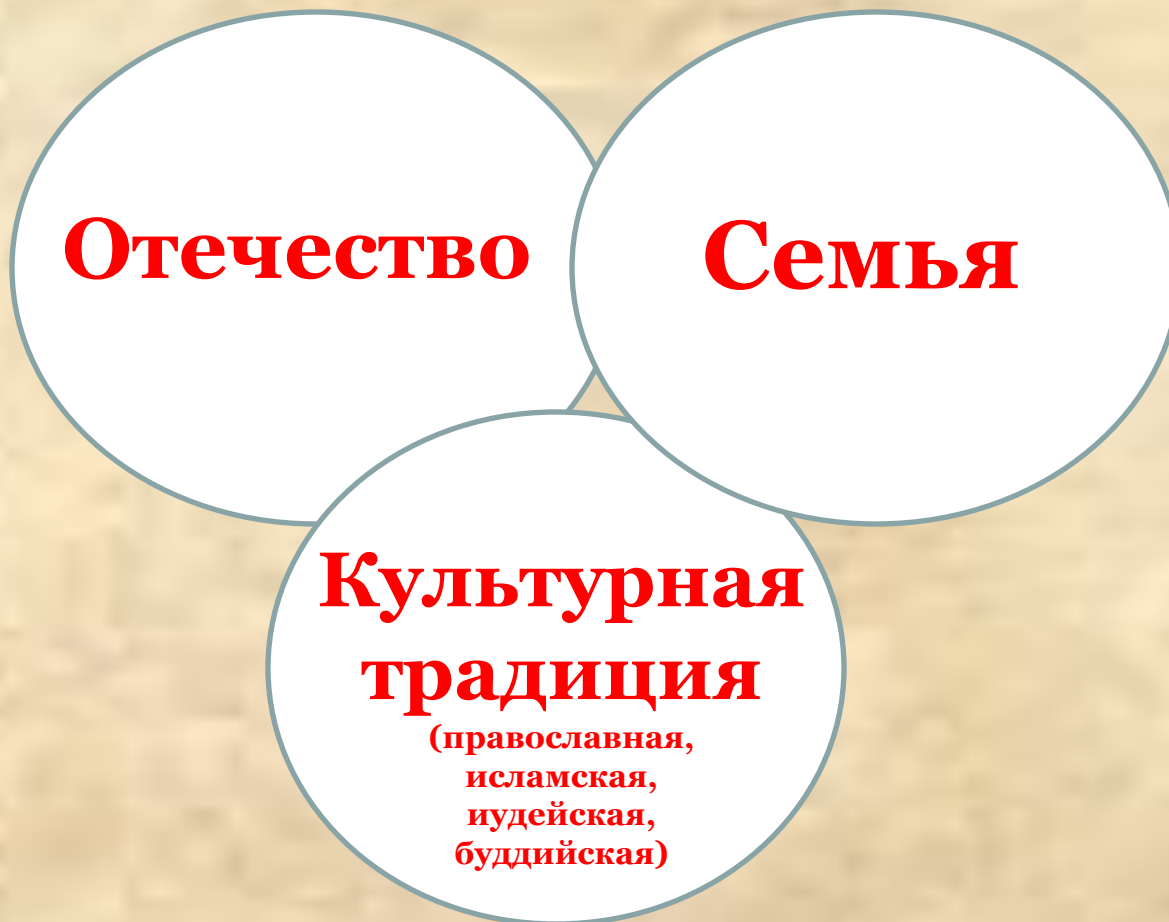 Отечество
Семья
Культурная
традиция
(православная,
исламская,
иудейская,
буддийская)